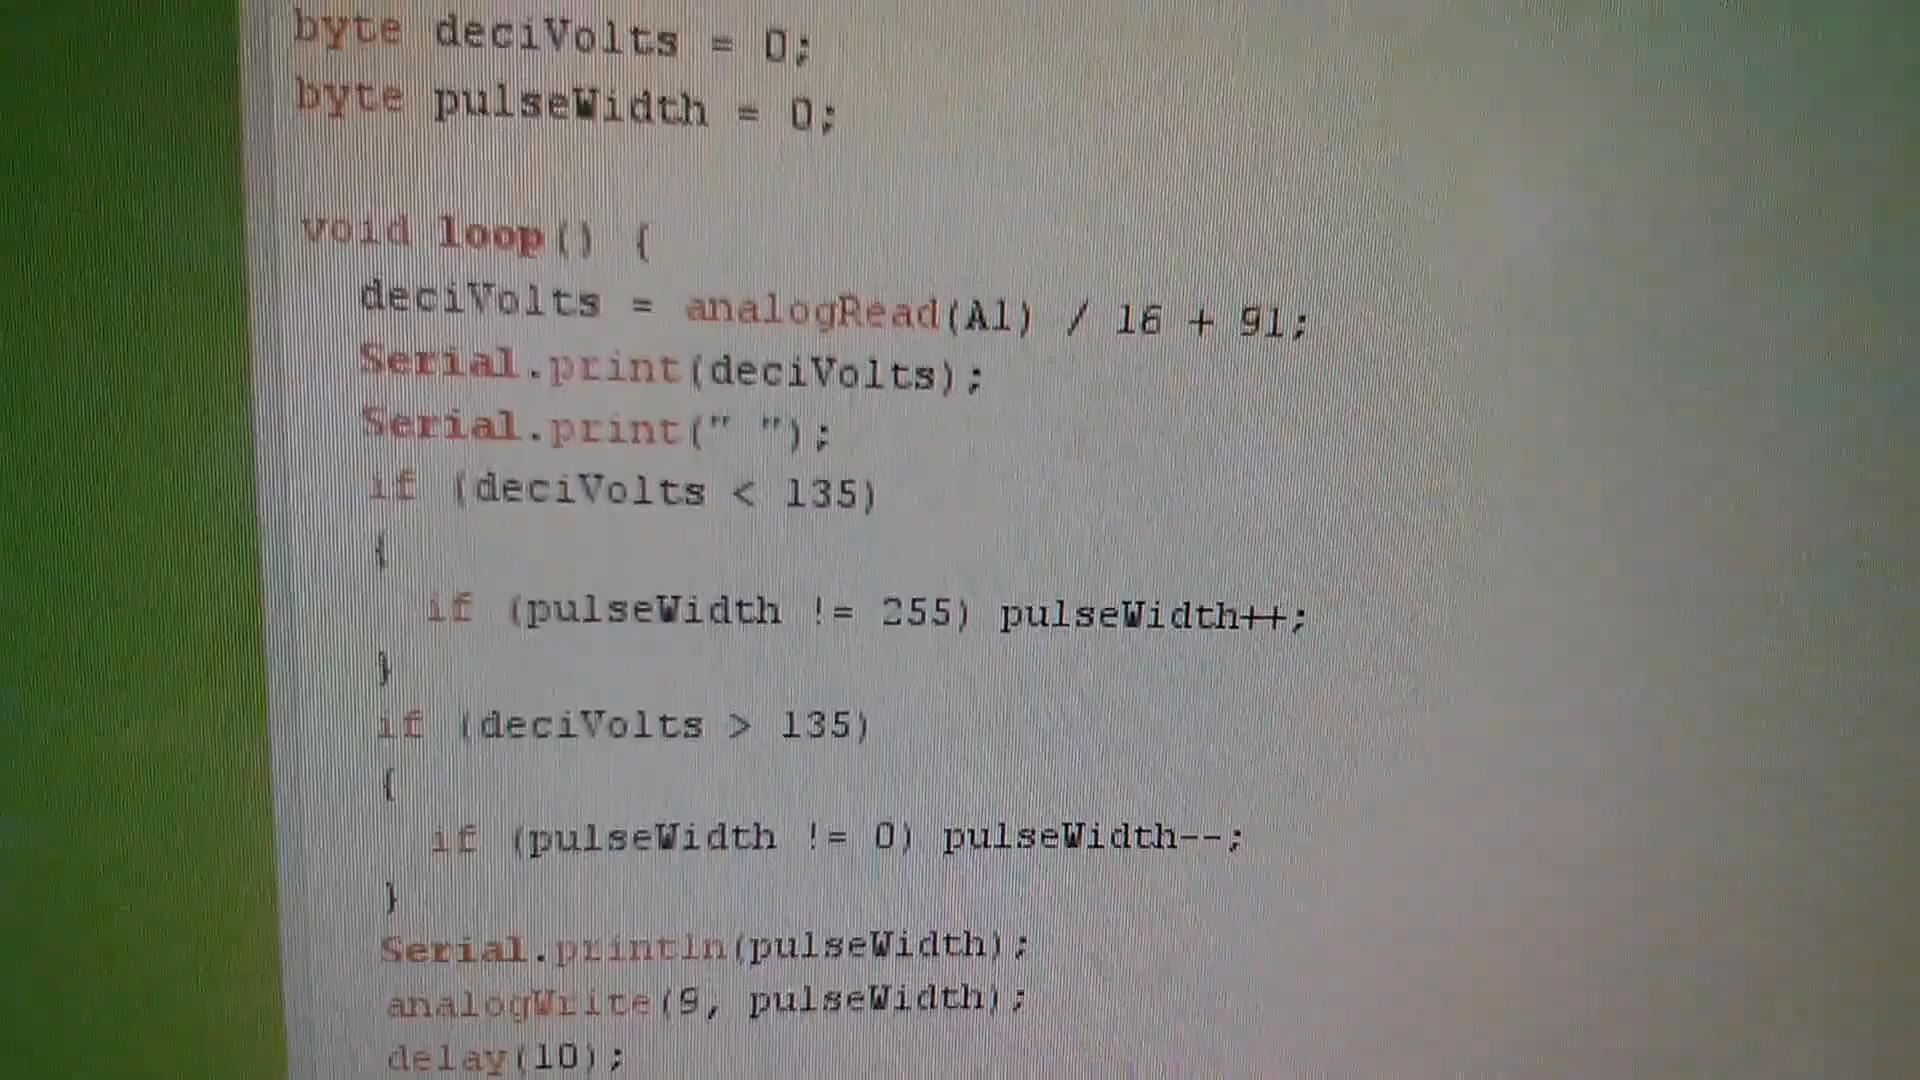 byte deciVolts = 0;
byte pulseWidth = 0;
void loop() {
deciVolts = analogRead(A1) / 16 + 91;
Serial.print(deciVolts);
Serial.print(" ");
if (deciVolts < 135)
{
if (pulseWidth != 255) pulseWidth++;
}
if (deciVolts > 135)
{
if (pulseWidth != 0) pulseWidth--;
}
Serial.println(pulseWidth);
analogWrite(9, pulseWidth);
delay(10);